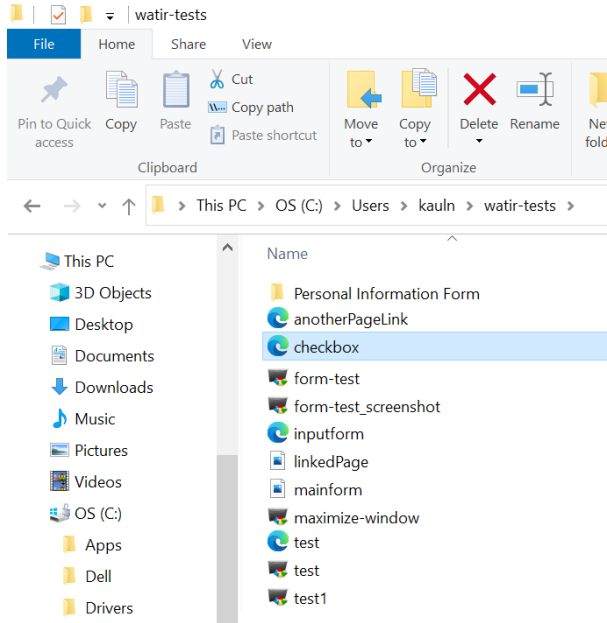 watir-tests
File Home Share View
Pin to Quick access
Copy
Paste
Cut
Copy path
Paste shortcut
Move to
Copy to
Delete
Rename
Clipboard
Organize
This PC > OS (C:) > Users > kauln > watir-tests >
This PC
3D Objects
Desktop
Documents
Downloads
Music
Pictures
Videos
OS (C:)
Apps
Dell
Drivers
Name
Personal Information Form
anotherPageLink
checkbox
form-test
form-test_screenshot
inputform
linkedPage
mainform
maximize-window
test
test
test1